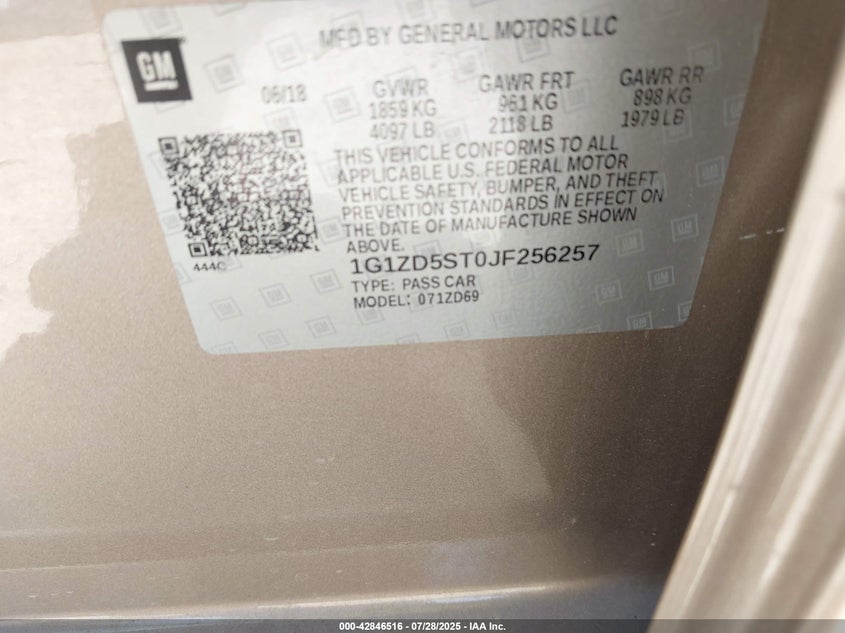 MFD BY GENERAL MOTORS LLC
GM
06/18 GVWR GAWR FRT GAWR RR
1859 KG 961 KG 898 KG
4097 LB 2118 LB 1979 LB
THIS VEHICLE CONFORMS TO ALL
APPLICABLE U.S. FEDERAL MOTOR
VEHICLE SAFETY, BUMPER, AND THEFT
PREVENTION STANDARDS IN EFFECT ON
THE DATE OF MANUFACTURE SHOWN
ABOVE.
444C
1G1ZD5ST0JF256257
TYPE: PASS CAR
MODEL: 071ZD69
000-42846516 / 07/28/2025 - IAA Inc.